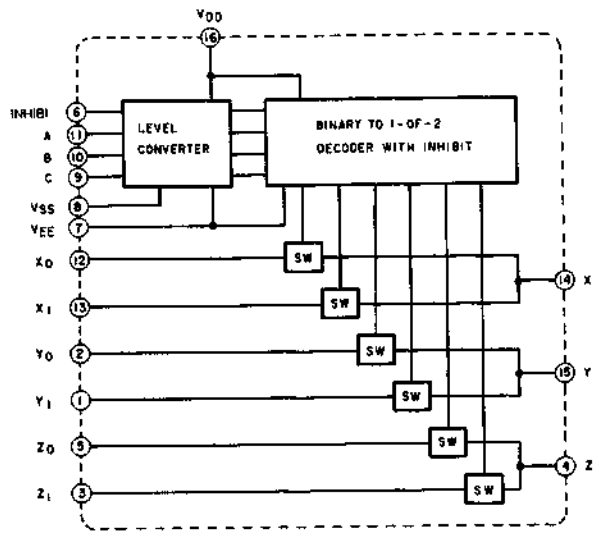 VDD
16
INHIBI 6
A 11
B 10
C 9
VSS 8
VEE 7
LEVEL
CONVERTER
BINARY TO 1-OF-2
DECODER WITH INHIBIT
X0 12
SW
14 X
X1 13
SW
Y0 2
SW
15 Y
Y1 1
SW
Z0 5
SW
4 Z
Z1 3
SW